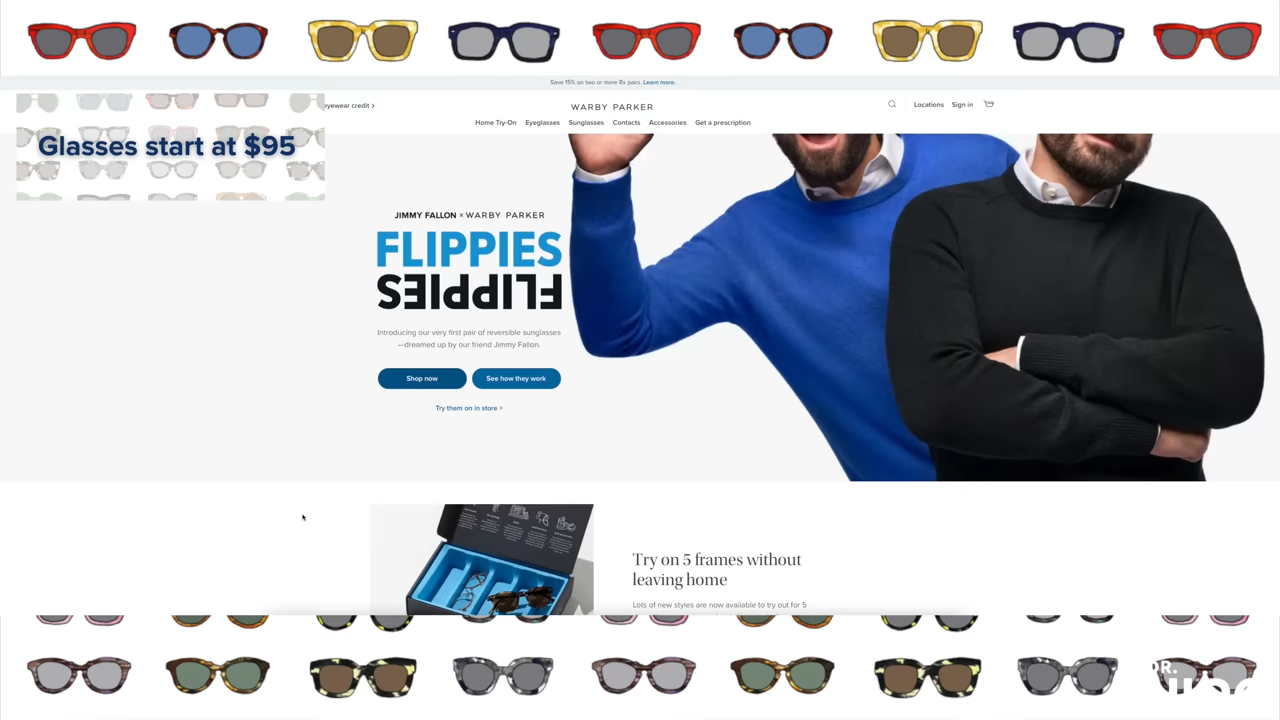 Save 15% on two or more Rx pairs. Learn more.
eyewear credit >
WARBY PARKER
Locations
Sign in
Home Try-On
Eyeglasses
Sunglasses
Contacts
Accessories
Get a prescription
Glasses start at $95
JIMMY FALLON × WARBY PARKER
FLIPPIES
FLIPPIES
Introducing our very first pair of reversible sunglasses
—dreamed up by our friend Jimmy Fallon.
Shop now
See how they work
Try them on in store >
Try on 5 frames without
leaving home
Lots of new styles are now available to try out for 5
DR.